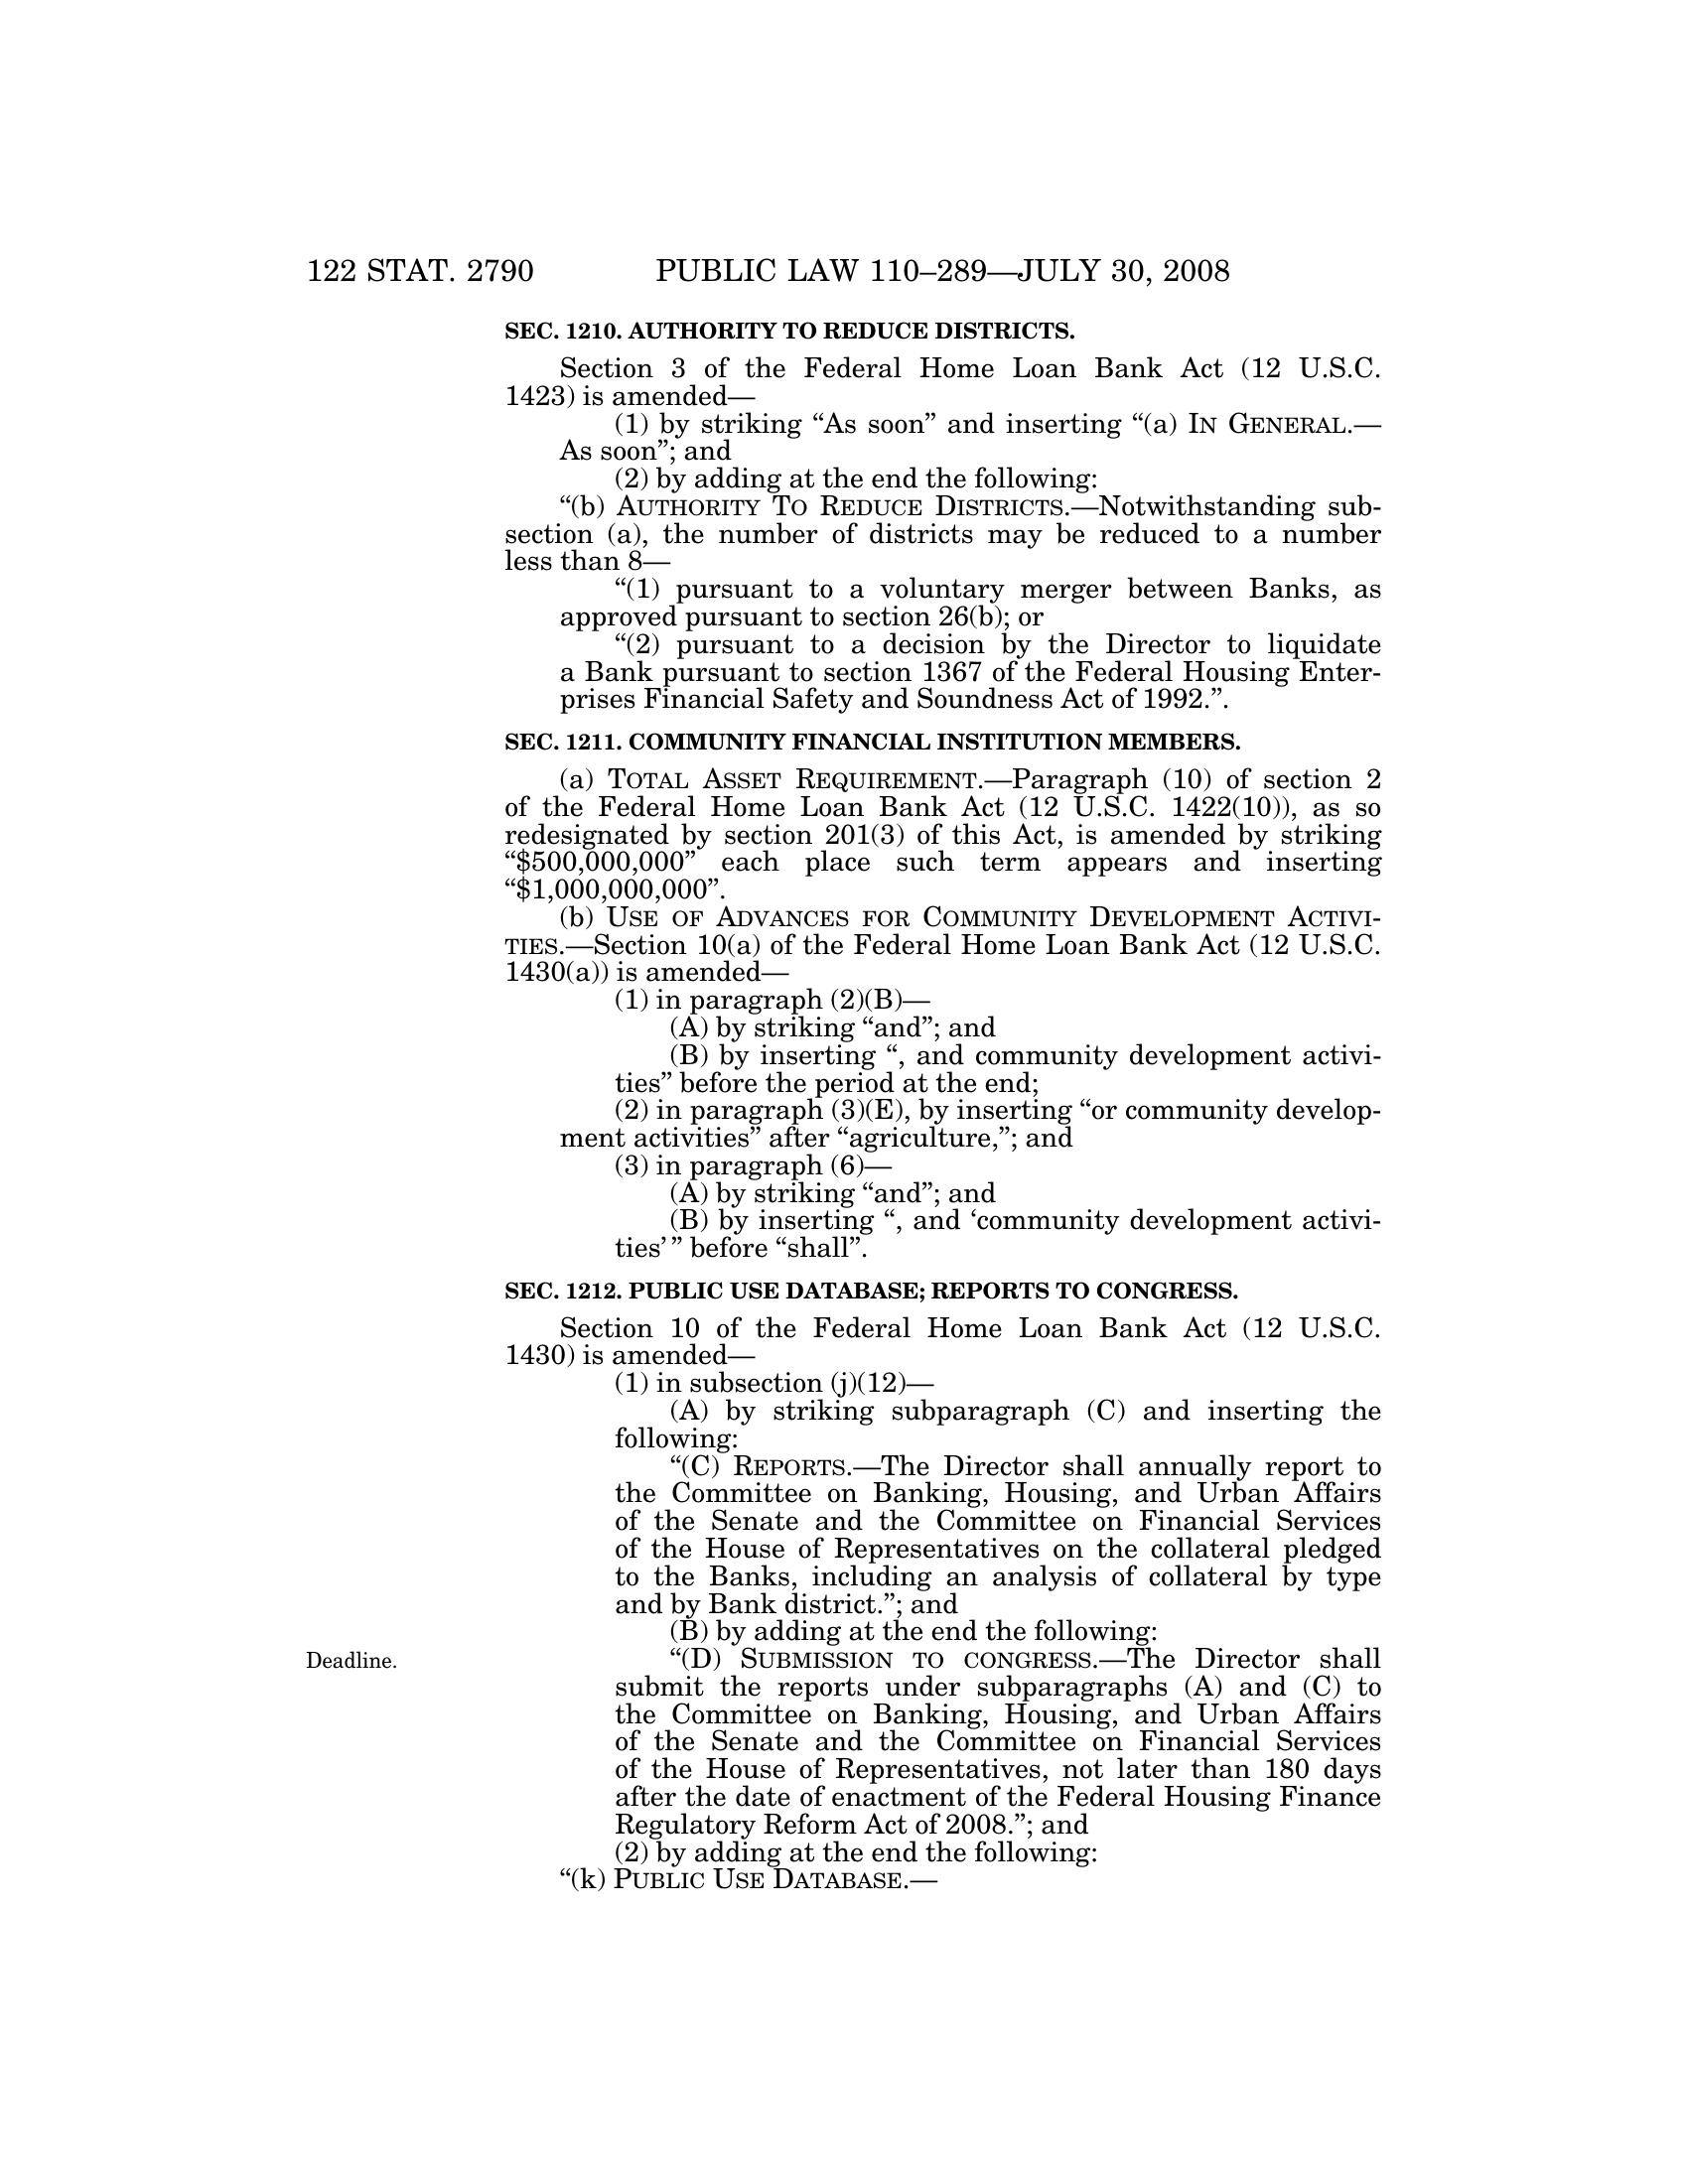 122 STAT. 2790 PUBLIC LAW 110–289—JULY 30, 2008
SEC. 1210. AUTHORITY TO REDUCE DISTRICTS.
Section 3 of the Federal Home Loan Bank Act (12 U.S.C.
1423) is amended—
(1) by striking “As soon” and inserting “(a) IN GENERAL.—
As soon”; and
(2) by adding at the end the following:
“(b) AUTHORITY TO REDUCE DISTRICTS.—Notwithstanding sub-
section (a), the number of districts may be reduced to a number
less than 8—
“(1) pursuant to a voluntary merger between Banks, as
approved pursuant to section 26(b); or
“(2) pursuant to a decision by the Director to liquidate
a Bank pursuant to section 1367 of the Federal Housing Enter-
prises Financial Safety and Soundness Act of 1992.”.
SEC. 1211. COMMUNITY FINANCIAL INSTITUTION MEMBERS.
(a) TOTAL ASSET REQUIREMENT.—Paragraph (10) of section 2
of the Federal Home Loan Bank Act (12 U.S.C. 1422(10)), as so
redesignated by section 201(3) of this Act, is amended by striking
“$500,000,000” each place such term appears and inserting
“$1,000,000,000”.
(b) USE OF ADVANCES FOR COMMUNITY DEVELOPMENT ACTIVI-
TIES.—Section 10(a) of the Federal Home Loan Bank Act (12 U.S.C.
1430(a)) is amended—
(1) in paragraph (2)(B)—
(A) by striking “and”; and
(B) by inserting “, and community development activi-
ties” before the period at the end;
(2) in paragraph (3)(E), by inserting “or community develop-
ment activities” after “agriculture,”; and
(3) in paragraph (6)—
(A) by striking “and”; and
(B) by inserting “, and ‘community development activi-
ties’ ” before “shall”.
SEC. 1212. PUBLIC USE DATABASE; REPORTS TO CONGRESS.
Section 10 of the Federal Home Loan Bank Act (12 U.S.C.
1430) is amended—
(1) in subsection (j)(12)—
(A) by striking subparagraph (C) and inserting the
following:
“(C) REPORTS.—The Director shall annually report to
the Committee on Banking, Housing, and Urban Affairs
of the Senate and the Committee on Financial Services
of the House of Representatives on the collateral pledged
to the Banks, including an analysis of collateral by type
and by Bank district.”; and
(B) by adding at the end the following:
Deadline. “(D) SUBMISSION TO CONGRESS.—The Director shall
submit the reports under subparagraphs (A) and (C) to
the Committee on Banking, Housing, and Urban Affairs
of the Senate and the Committee on Financial Services
of the House of Representatives, not later than 180 days
after the date of enactment of the Federal Housing Finance
Regulatory Reform Act of 2008.”; and
(2) by adding at the end the following:
“(k) PUBLIC USE DATABASE.—